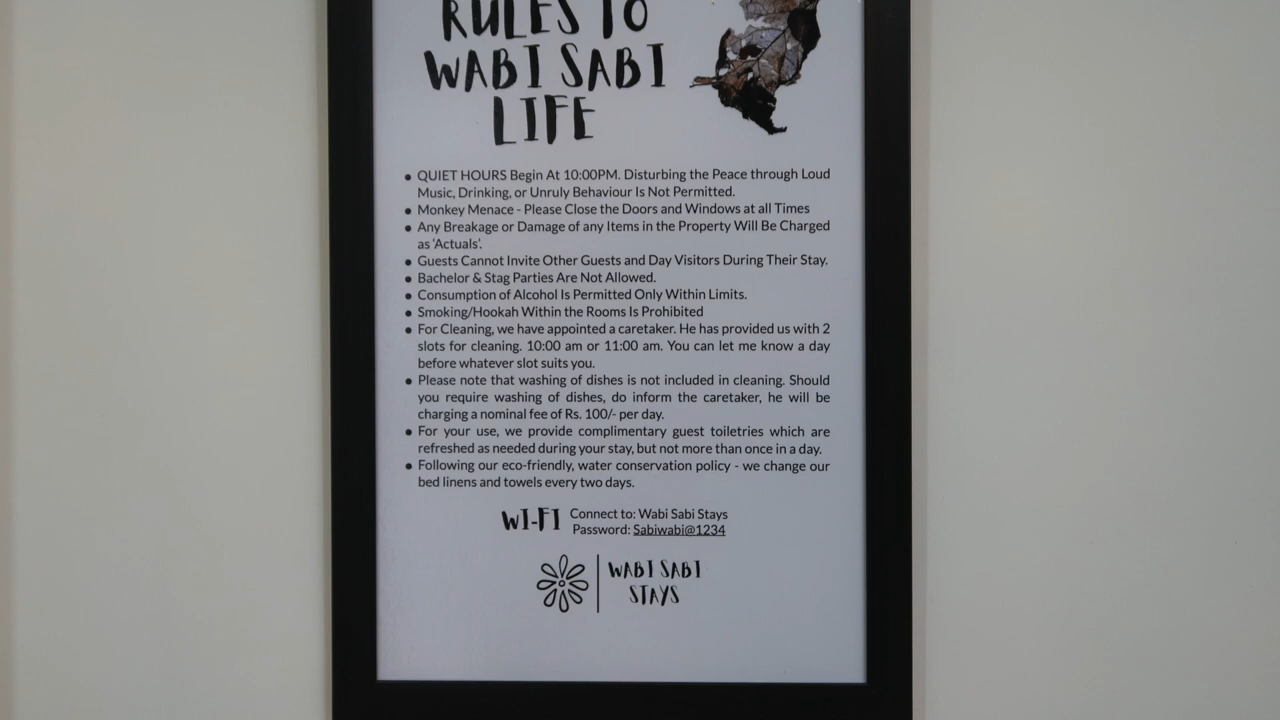 RULES TO
WABI SABI
LIFE
• QUIET HOURS Begin At 10:00PM. Disturbing the Peace through Loud
Music, Drinking, or Unruly Behaviour Is Not Permitted.
• Monkey Menace - Please Close the Doors and Windows at all Times
• Any Breakage or Damage of any Items in the Property Will Be Charged
as 'Actuals'.
• Guests Cannot Invite Other Guests and Day Visitors During Their Stay.
• Bachelor & Stag Parties Are Not Allowed.
• Consumption of Alcohol Is Permitted Only Within Limits.
• Smoking/Hookah Within the Rooms Is Prohibited
• For Cleaning, we have appointed a caretaker. He has provided us with 2
slots for cleaning. 10:00 am or 11:00 am. You can let me know a day
before whatever slot suits you.
• Please note that washing of dishes is not included in cleaning. Should
you require washing of dishes, do inform the caretaker, he will be
charging a nominal fee of Rs. 100/- per day.
• For your use, we provide complimentary guest toiletries which are
refreshed as needed during your stay, but not more than once in a day.
• Following our eco-friendly, water conservation policy - we change our
bed linens and towels every two days.
WI-FI Connect to: Wabi Sabi Stays
Password: Sabiwabi@1234
WABI SABI
STAYS